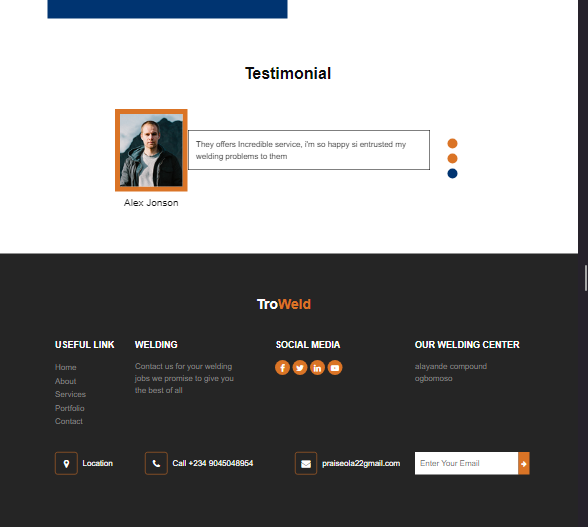 Testimonial
They offers Incredible service, i'm so happy si entrusted my
welding problems to them
Alex Jonson
TroWeld
USEFUL LINK
Home
About
Services
Portfolio
Contact
WELDING
Contact us for your welding
jobs we promise to give you
the best of all
SOCIAL MEDIA
OUR WELDING CENTER
alayande compound
ogbomoso
Location
Call +234 9045048954
praiseola22gmail.com
Enter Your Email